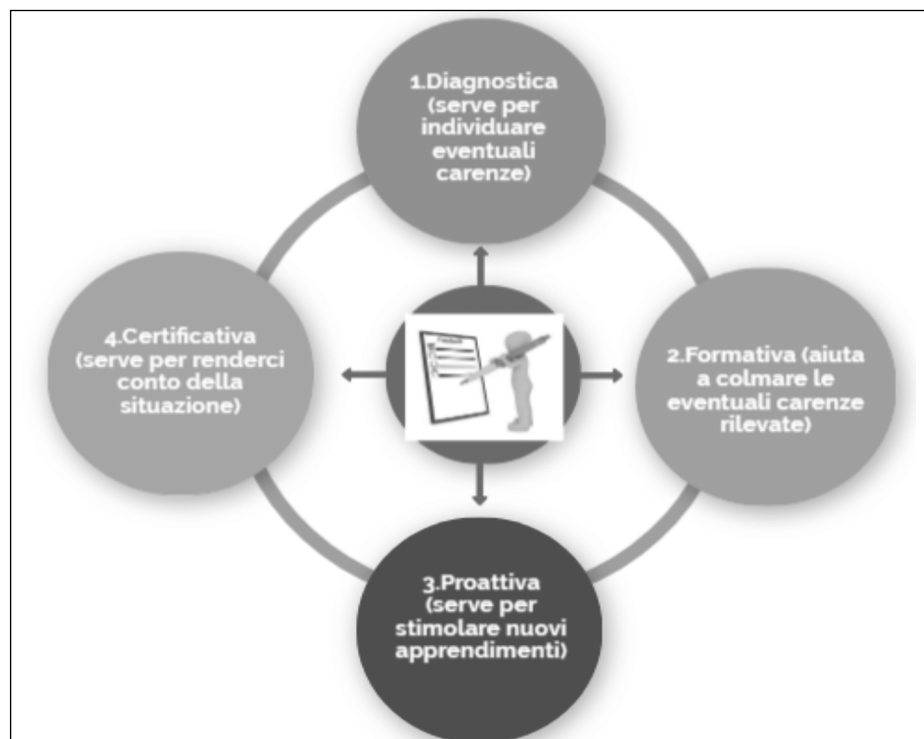 1.Diagnostica
(serve per
individuare
eventuali
carenze)
2.Formativa (aiuta
a colmare le
eventuali carenze
rilevate)
3.Proattiva
(serve per
stimolare nuovi
apprendimenti)
4.Certificativa
(serve per renderci
conto della
situazione)